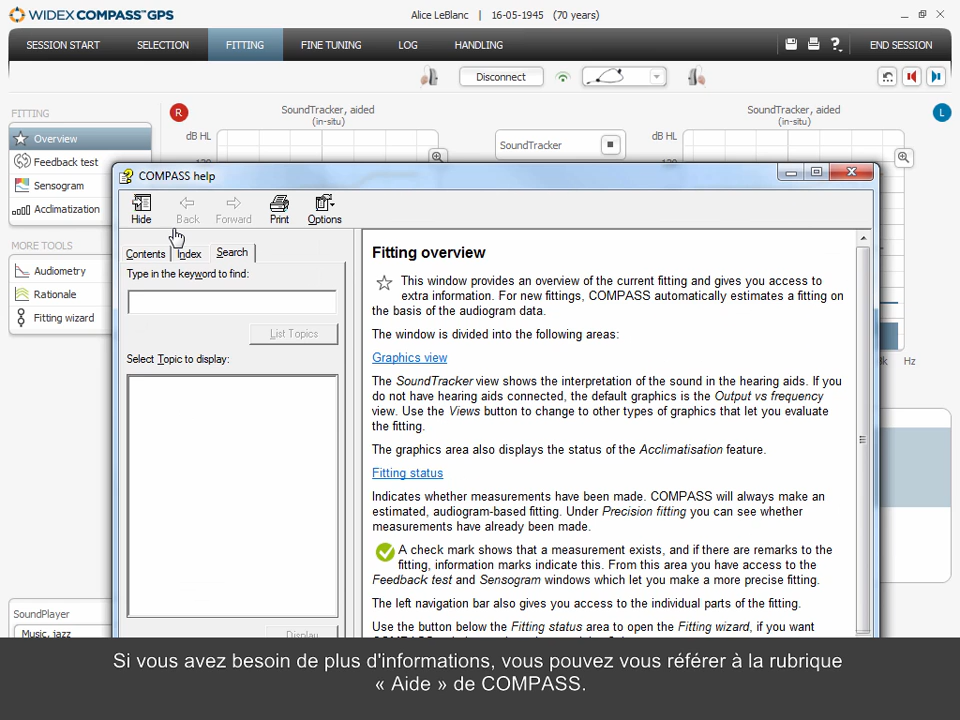 WIDEX COMPASS™ GPS
Alice LeBlanc | 16-05-1945 (70 years)
SESSION START
SELECTION
FITTING
FINE TUNING
LOG
HANDLING
END SESSION
Disconnect
FITTING
R
SoundTracker, aided
(in-situ)
SoundTracker, aided
(in-situ)
L
dB HL
SoundTracker
dB HL
Overview
Feedback test
Sensogram
Acclimatization
MORE TOOLS
Audiometry
Rationale
Fitting wizard
COMPASS help
Hide
Back
Forward
Print
Options
Contents
Index
Search
Type in the keyword to find:
List Topics
Select Topic to display:
Display
Fitting overview
This window provides an overview of the current fitting and gives you access to
extra information. For new fittings, COMPASS automatically estimates a fitting on
the basis of the audiogram data.
The window is divided into the following areas:
Graphics view
The SoundTracker view shows the interpretation of the sound in the hearing aids. If you
do not have hearing aids connected, the default graphics is the Output vs frequency
view. Use the Views button to change to other types of graphics that let you evaluate
the fitting.
The graphics area also displays the status of the Acclimatisation feature.
Fitting status
Indicates whether measurements have been made. COMPASS will always make an
estimated, audiogram-based fitting. Under Precision fitting you can see whether
measurements have already been made.
A check mark shows that a measurement exists, and if there are remarks to the
fitting, information marks indicate this. From this area you have access to the
Feedback test and Sensogram windows which let you make a more precise fitting.
The left navigation bar also gives you access to the individual parts of the fitting.
Use the button below the Fitting status area to open the Fitting wizard, if you want
Hz
SoundPlayer
Music, jazz
Si vous avez besoin de plus d'informations, vous pouvez vous référer à la rubrique
« Aide » de COMPASS.